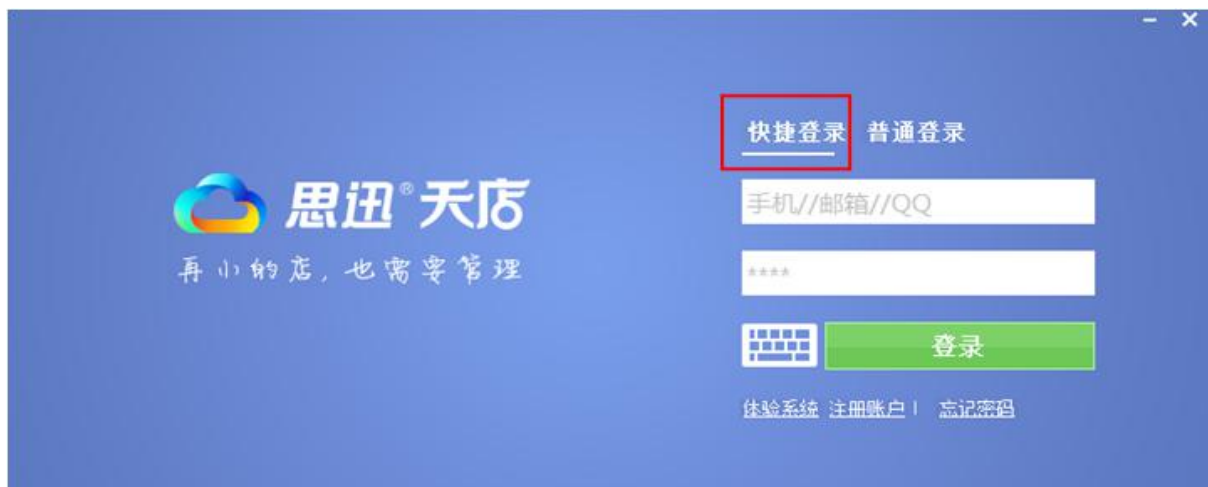 快捷登录 普通登录
思迅®天店
再小的店,也需要管理
手机//邮箱//QQ
****
登录
体验系统 注册账户| 忘记密码